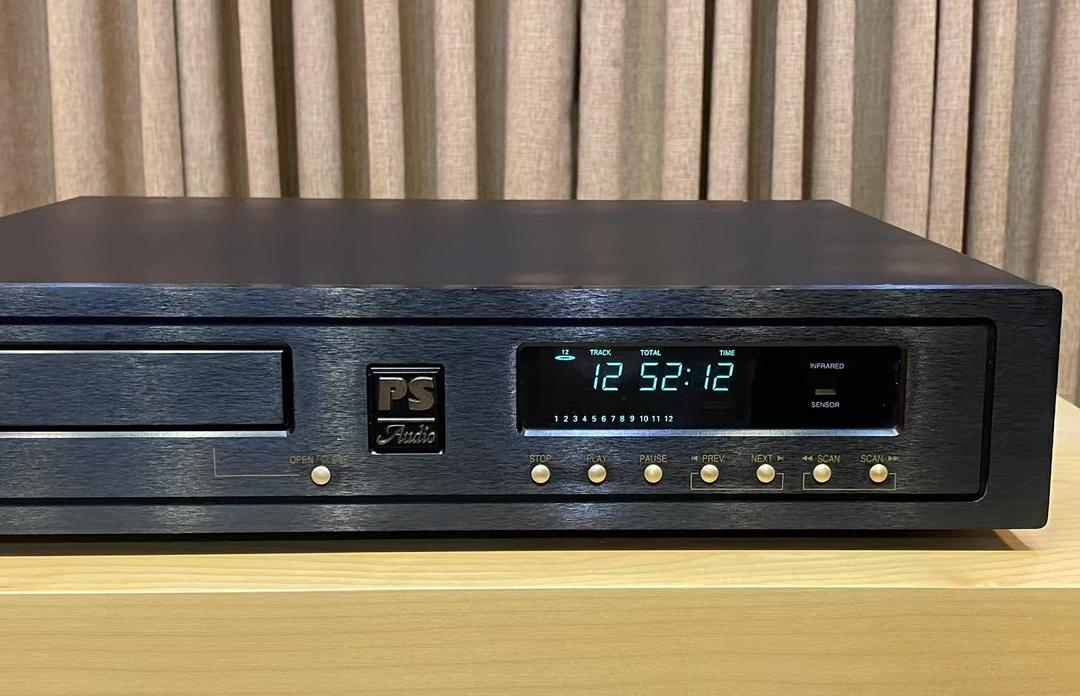 12 TRACK TOTAL TIME
12 52:12
1 2 3 4 5 6 7 8 9 10 11 12
INFRARED
SENSOR
PS
Audio
OPEN
STOP PLAY PAUSE PREV. NEXT SCAN SCAN